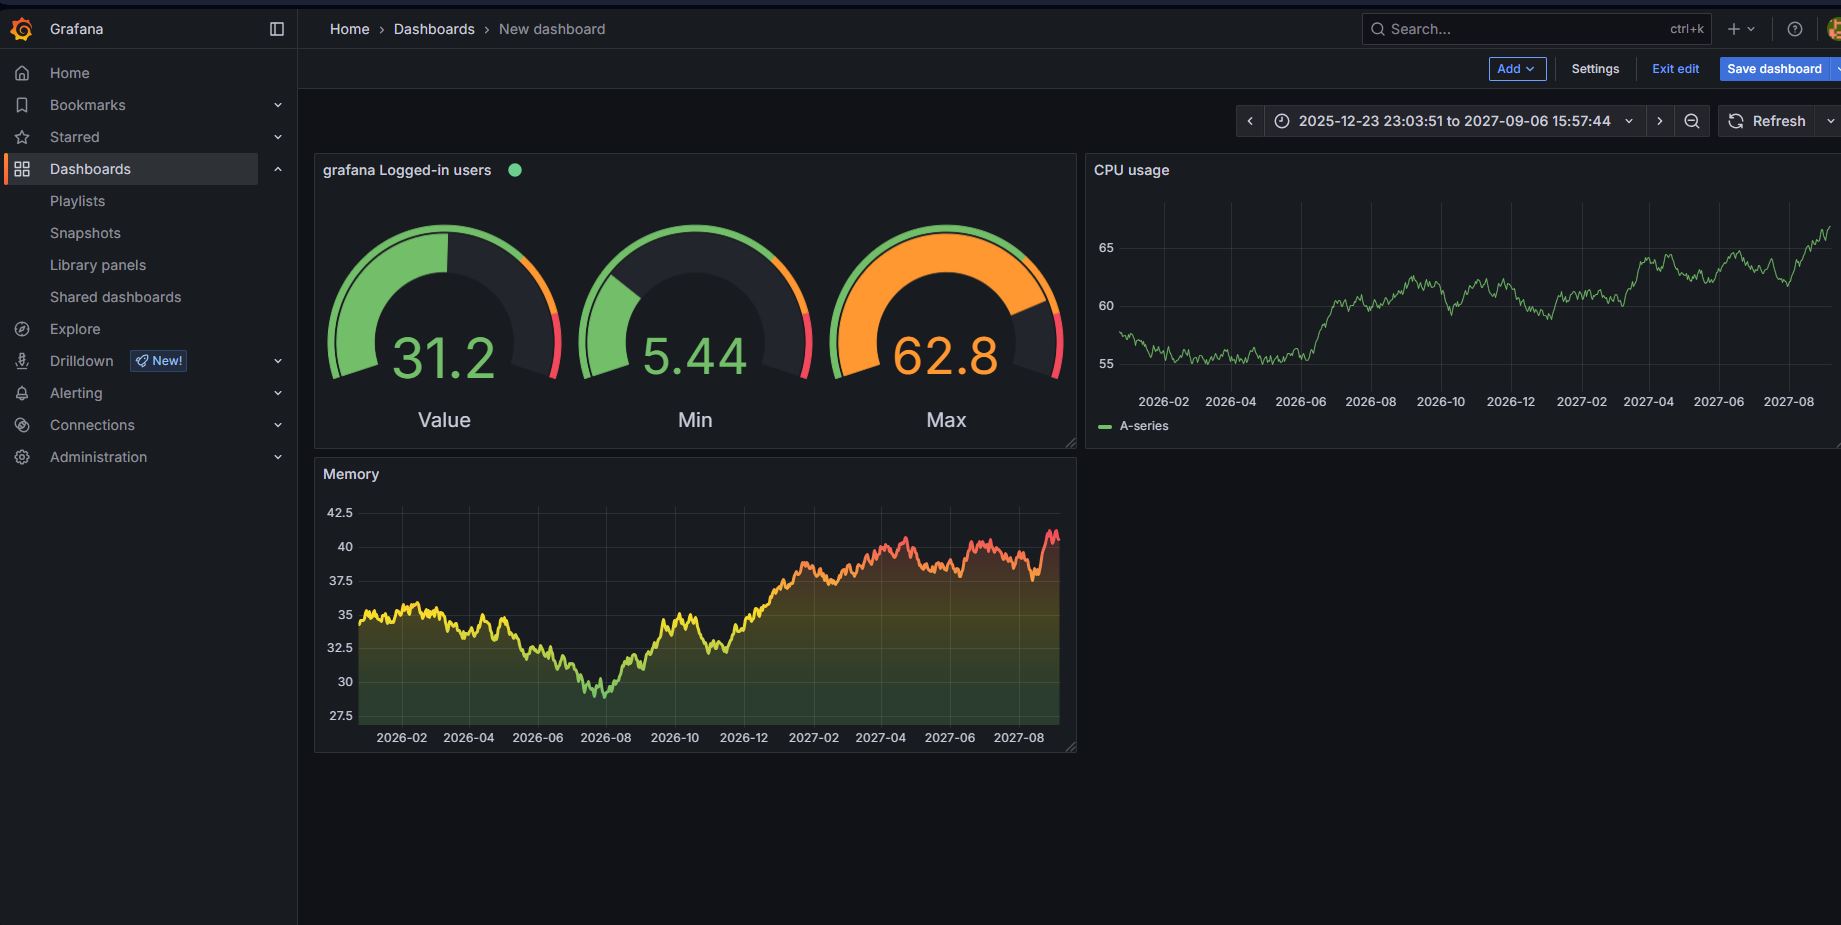 Grafana
Home › Dashboards › New dashboard
Search... ctrl+k
Home
Bookmarks
Starred
Dashboards
Playlists
Snapshots
Library panels
Shared dashboards
Explore
Drilldown New!
Alerting
Connections
Administration
Add Settings Exit edit Save dashboard
2025-12-23 23:03:51 to 2027-09-06 15:57:44 Refresh
grafana Logged-in users
31.2 5.44 62.8
Value Min Max
CPU usage
65
60
55
2026-02 2026-04 2026-06 2026-08 2026-10 2026-12 2027-02 2027-04 2027-06 2027-08
A-series
Memory
42.5
40
37.5
35
32.5
30
27.5
2026-02 2026-04 2026-06 2026-08 2026-10 2026-12 2027-02 2027-04 2027-06 2027-08